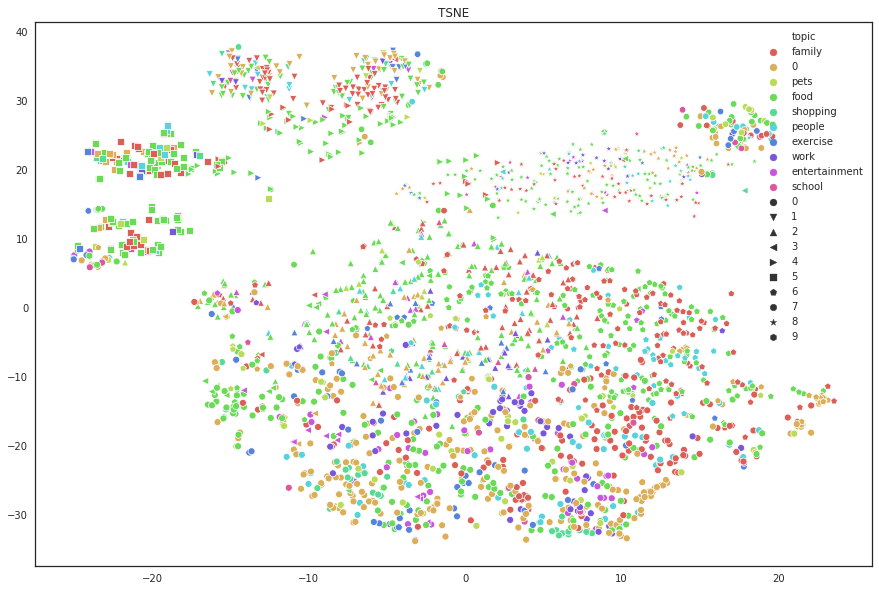 TSNE
40
30
20
10
0
−10
−20
−30
−20
−10
0
10
20
topic
family
0
pets
food
shopping
people
exercise
work
entertainment
school
0
1
2
3
4
5
6
7
8
9